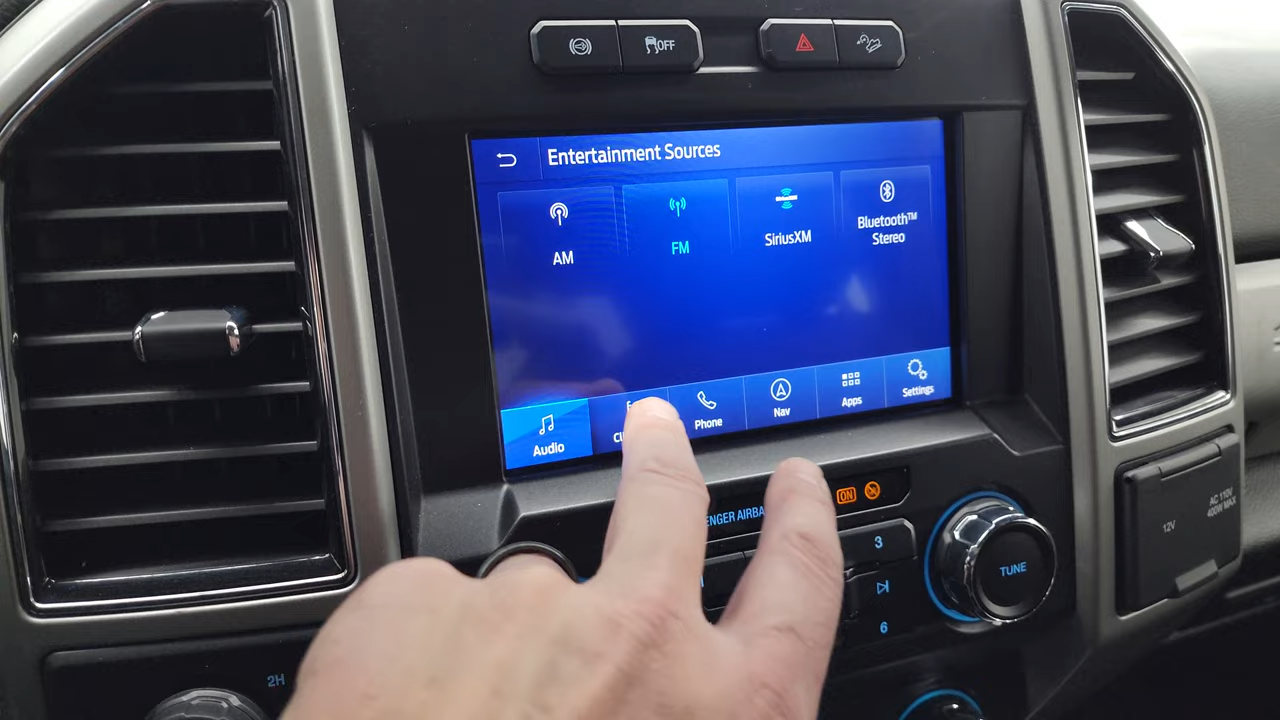 OFF
Entertainment Sources
AM
FM
SiriusXM
Bluetooth™
Stereo
Audio
Phone
Nav
Apps
Settings
ON
3
6
TUNE
12V
AC 110V
400W MAX
2H